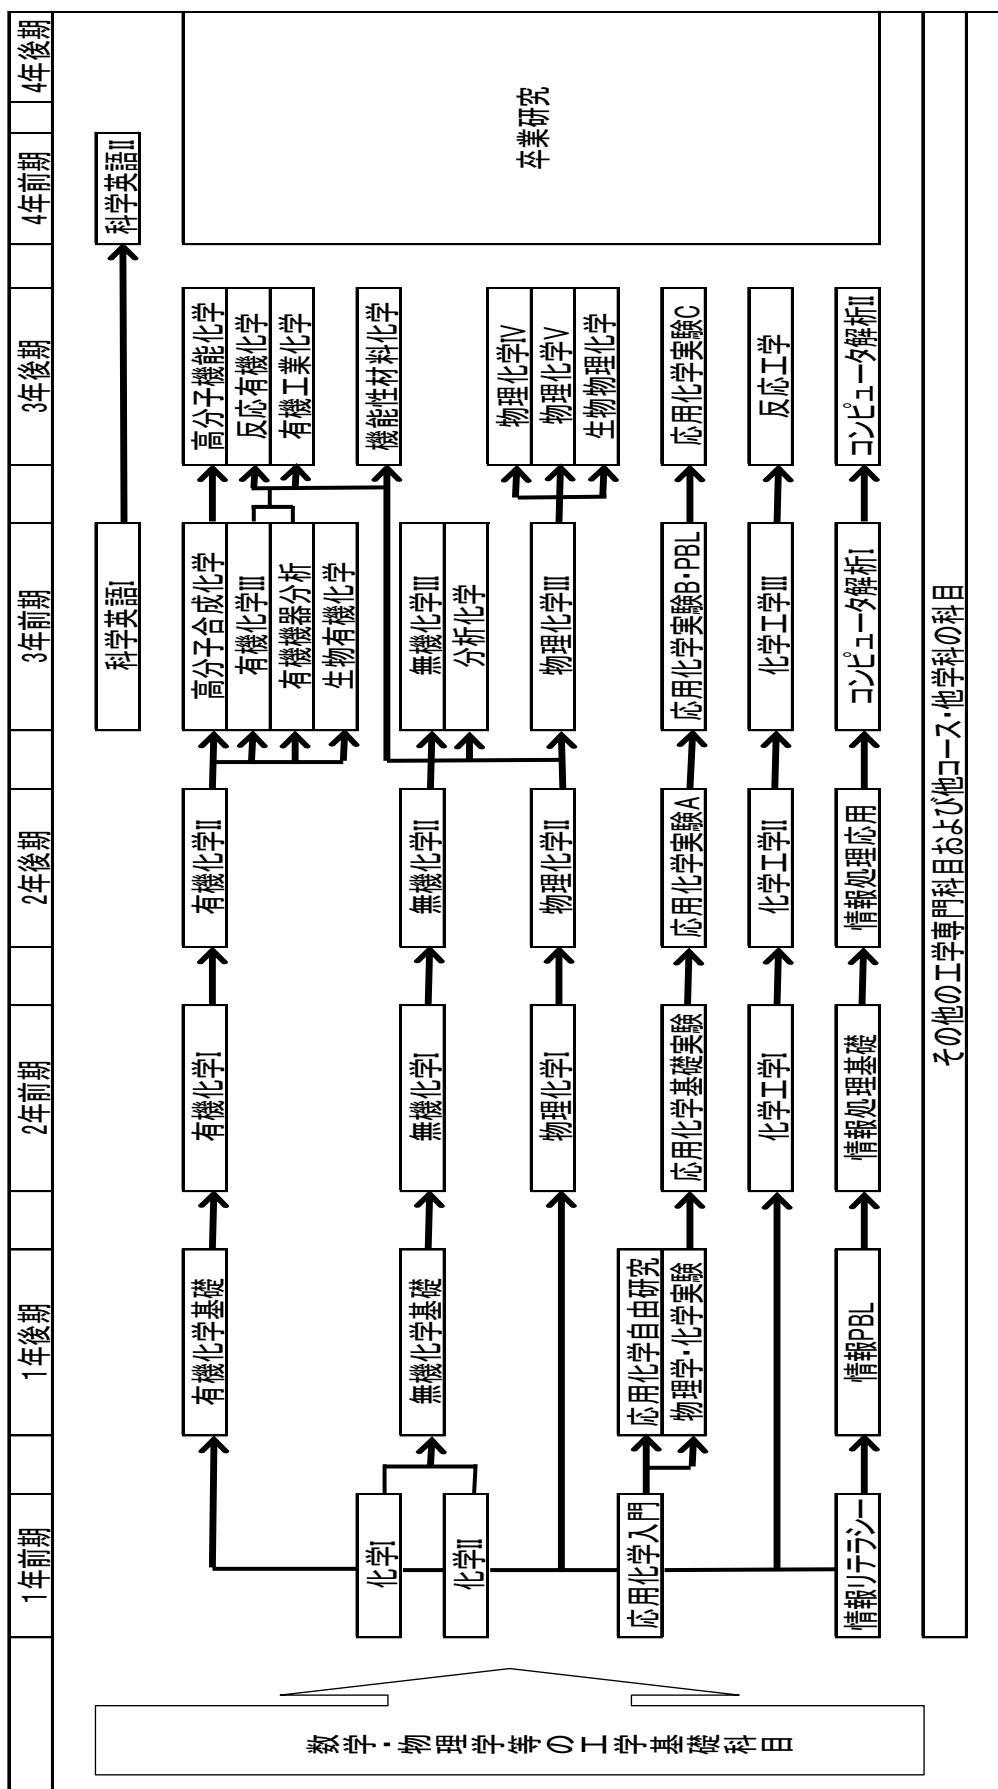 1年前期
1年後期
2年前期
2年後期
3年前期
3年後期
4年前期
4年後期
科学英語I
科学英語II
有機化学基礎
有機化学I
有機化学II
高分子合成化学
有機化学III
有機機器分析
生物有機化学
高分子機能化学
反応有機化学
有機工業化学
機能性材料化学
化学I
化学II
無機化学基礎
無機化学I
無機化学II
無機化学III
分析化学
物理化学I
物理化学II
物理化学III
物理化学IV
物理化学V
生物物理化学
応用化学入門
応用化学自由研究
物理学・化学実験
応用化学基礎実験
応用化学実験A
応用化学実験B・PBL
応用化学実験C
化学工学I
化学工学II
化学工学III
反応工学
情報リテラシー
情報PBL
情報処理基礎
情報処理応用
コンピュータ解析I
コンピュータ解析II
卒業研究
その他の工学専門科目および他コース・他学科の科目
数学・物理学等の工学基礎科目